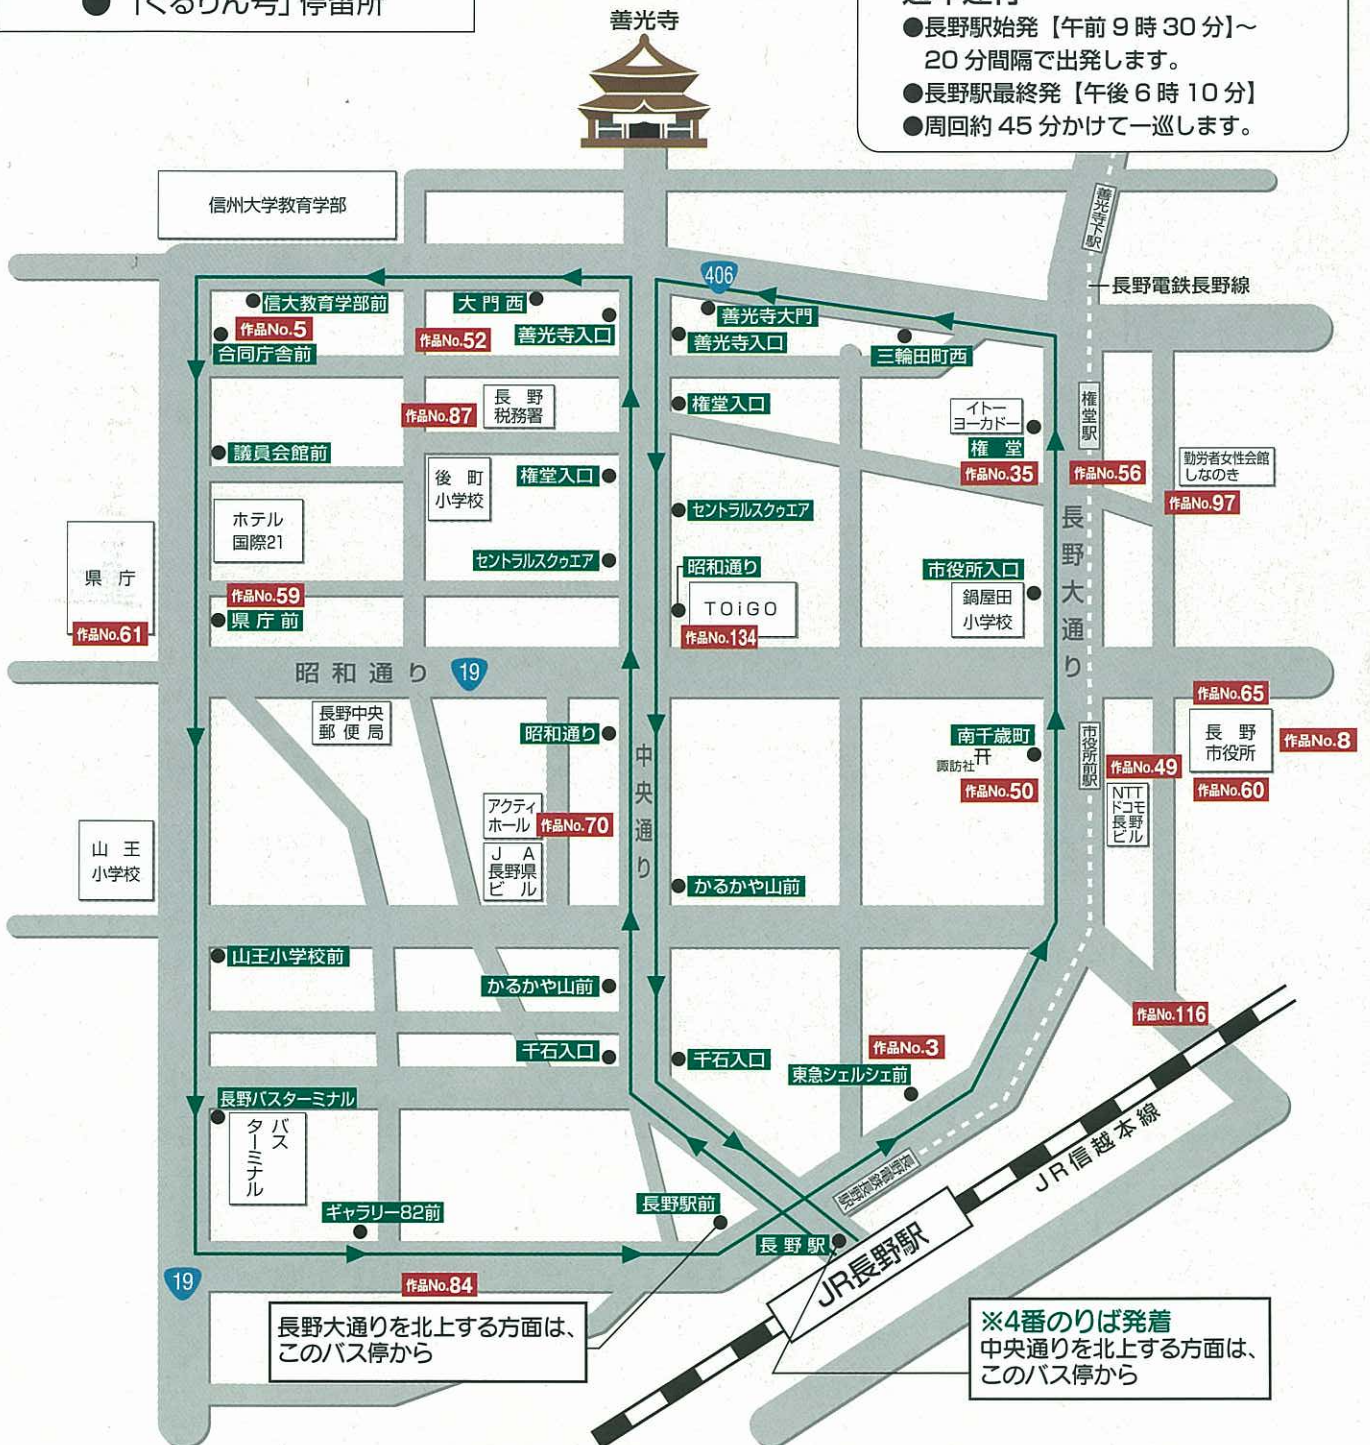 ●「ぐるりん号」停留所
善光寺
●長野駅始発【午前9時30分】～
20分間隔で出発します。
●長野駅最終発【午後6時10分】
●周回約45分かけて一巡します。
信州大学教育学部
善光寺下駅
406
長野電鉄長野線
信大教育学部前
大門西
善光寺大門
作品No.5
作品No.52
善光寺入口
善光寺入口
合同庁舎前
三輪田町西
長野
税務署
権堂入口
権堂駅
作品No.87
イトー
ヨーカドー
権堂
議員会館前
後町
小学校
権堂入口
作品No.35
作品No.56
勤労者女性会館
しなのき
作品No.97
ホテル
国際21
セントラルスクゥエア
長野大通り
県庁
セントラルスクゥエア
昭和通り
市役所入口
作品No.59
TOiGO
鍋屋田
小学校
県庁前
作品No.61
作品No.134
昭和通り
19
作品No.65
長野中央
郵便局
昭和通り
中央通り
南千歳町
諏訪社
市役所前駅
長野
市役所
作品No.8
作品No.49
作品No.50
作品No.60
アクティ
ホール
作品No.70
NTT
ドコモ
長野
ビル
山王
小学校
JA
長野県
ビル
かるかや山前
山王小学校前
かるかや山前
作品No.116
千石入口
千石入口
作品No.3
東急シェルシェ前
長野バスターミナル
バス
ターミナル
JR信越本線
長野電鉄長野駅
ギャラリー82前
長野駅前
長野駅
JR長野駅
19
作品No.84
長野大通りを北上する方面は、
このバス停から
※4番のりば発着
中央通りを北上する方面は、
このバス停から